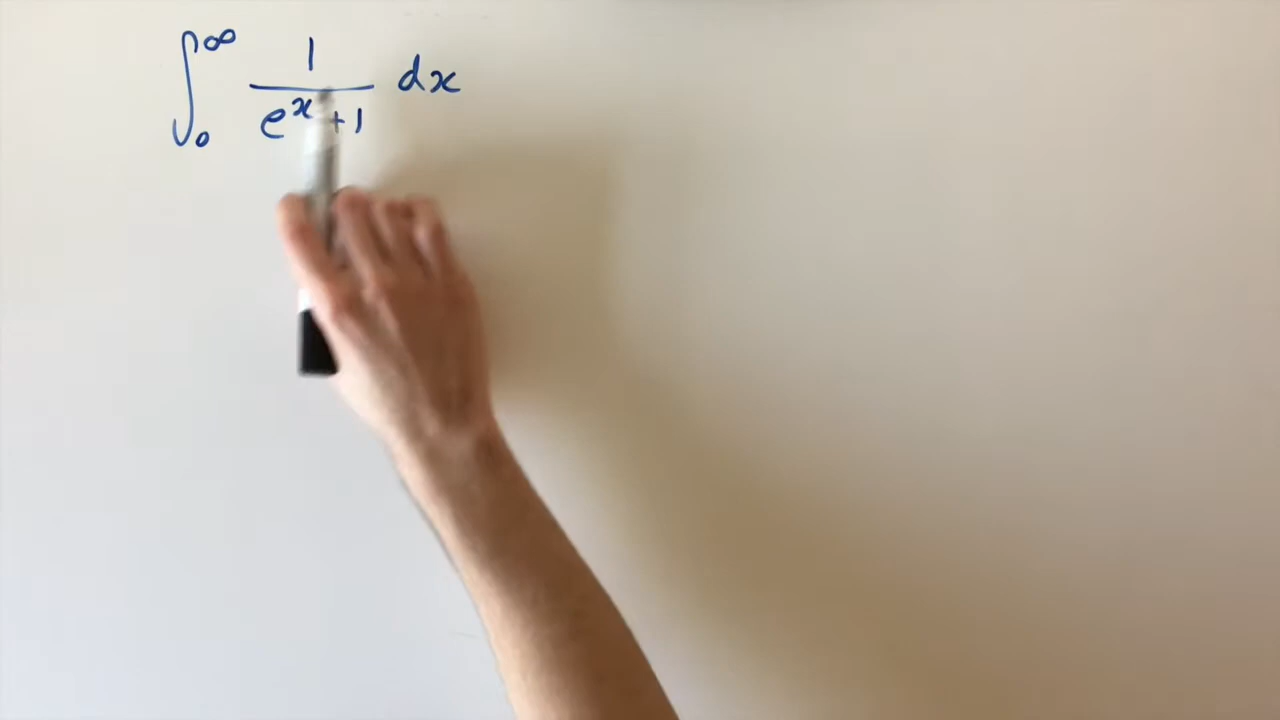 ∫₀^∞ 1/(e^x+1) dx